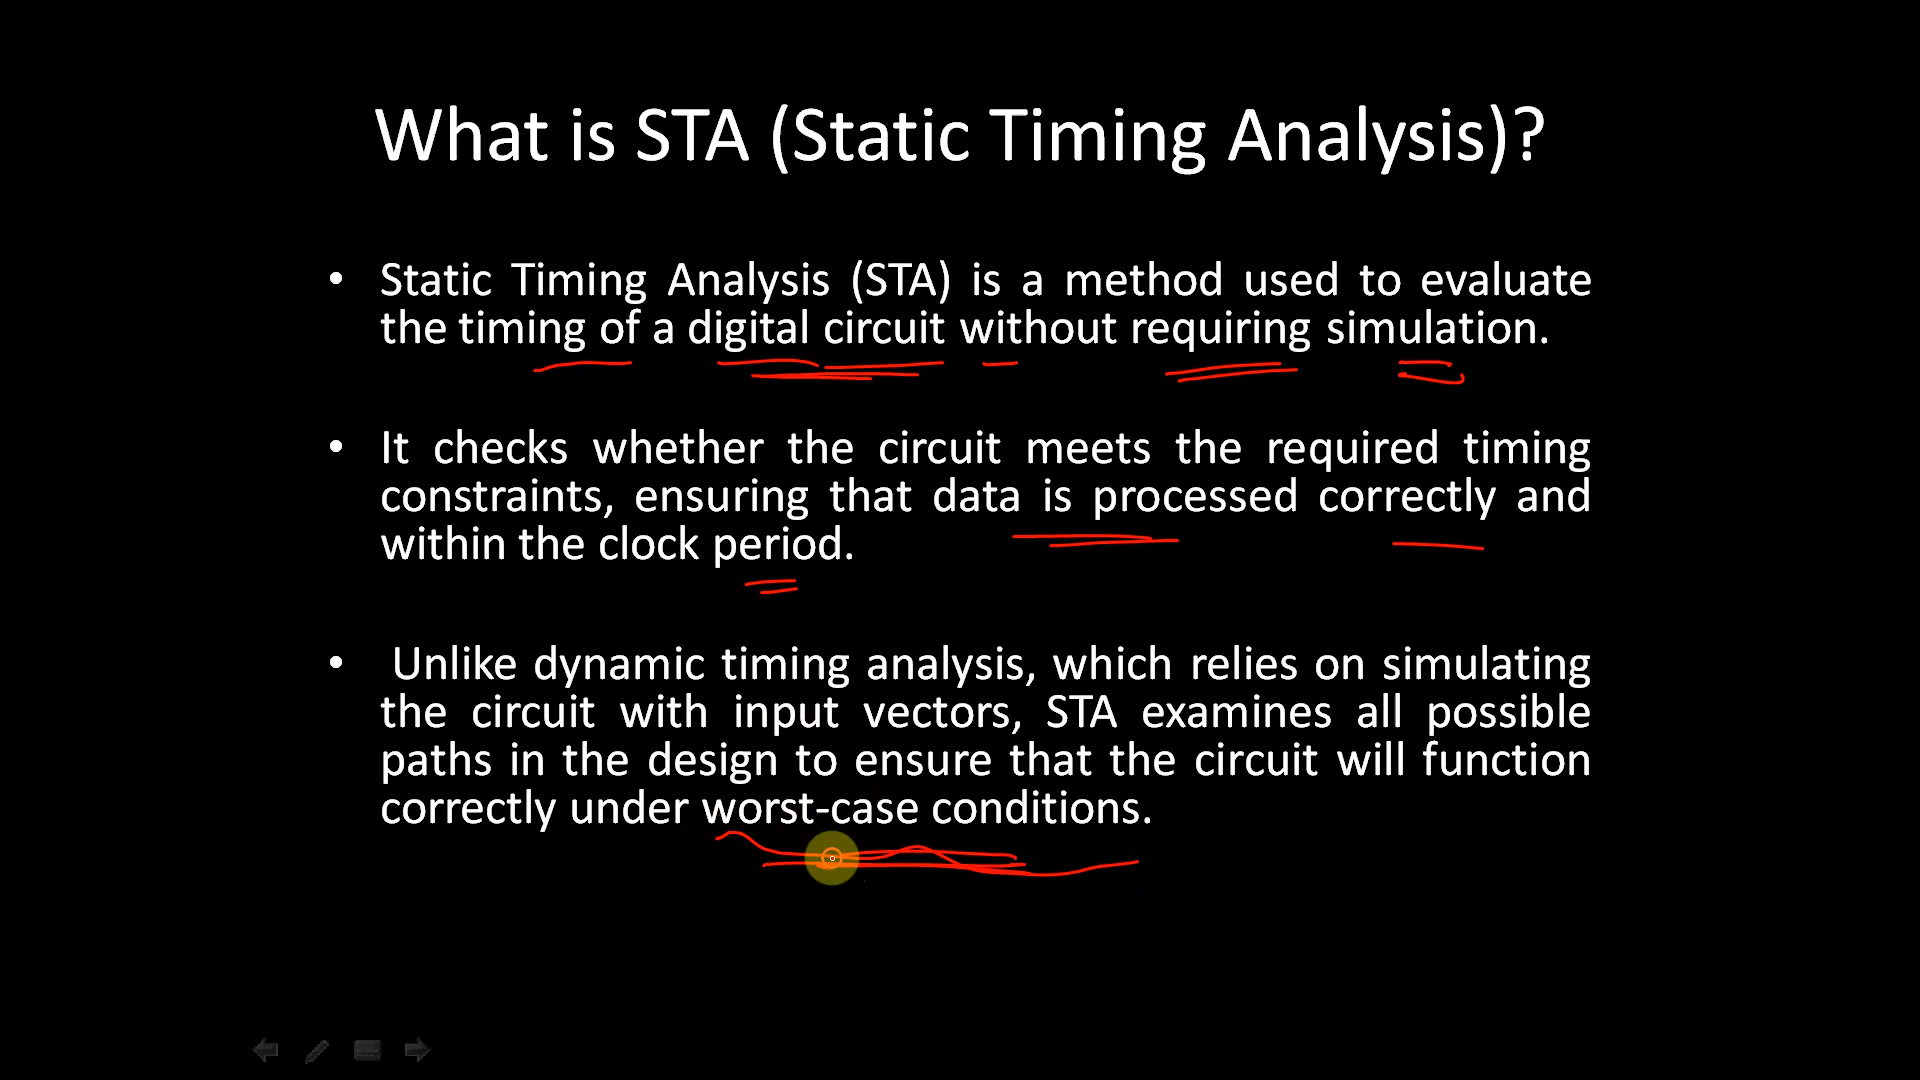 What is STA (Static Timing Analysis)?
• Static Timing Analysis (STA) is a method used to evaluate
the timing of a digital circuit without requiring simulation.
• It checks whether the circuit meets the required timing
constraints, ensuring that data is processed correctly and
within the clock period.
• Unlike dynamic timing analysis, which relies on simulating
the circuit with input vectors, STA examines all possible
paths in the design to ensure that the circuit will function
correctly under worst-case conditions.